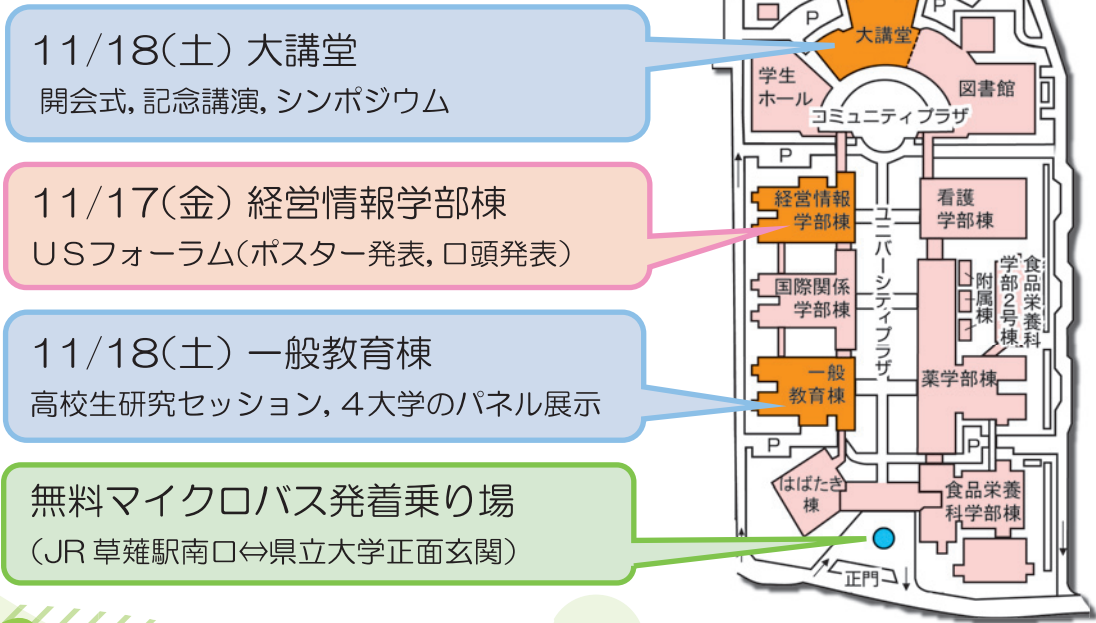 11/18(土) 大講堂
開会式, 記念講演, シンポジウム
11/17(金) 経営情報学部棟
USフォーラム(ポスター発表, 口頭発表)
11/18(土) 一般教育棟
高校生研究セッション, 4大学のパネル展示
無料マイクロバス発着乗り場
(JR 草薙駅南口⇔県立大学正面玄関)
P
P
大講堂
学生
ホール
図書館
コミュニティプラザ
P
経営情報
学部棟
看護
学部棟
ユニバーシティプラザ
国際関係
学部棟
附属棟
食品栄養科
学部2号棟
一般
教育棟
薬学部棟
P
P
はばたき
棟
食品栄養
科学部棟
正門